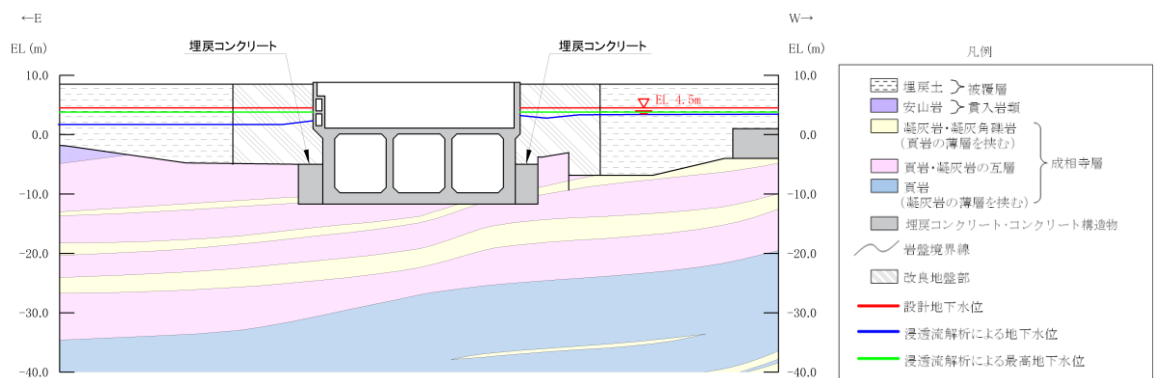 ←E
W→
EL (m)
EL (m)
埋戻コンクリート
埋戻コンクリート
10.0
0.0
-10.0
-20.0
-30.0
-40.0
10.0
0.0
-10.0
-20.0
-30.0
-40.0
EL 4.5m
凡例
埋戻土 被覆層
安山岩 貫入岩類
凝灰岩・凝灰角礫岩
(頁岩の薄層を挟む)
頁岩・凝灰岩の互層
成相寺層
頁岩
(凝灰岩の薄層を挟む)
埋戻コンクリート・コンクリート構造物
岩盤境界線
改良地盤部
設計地下水位
浸透流解析による地下水位
浸透流解析による最高地下水位